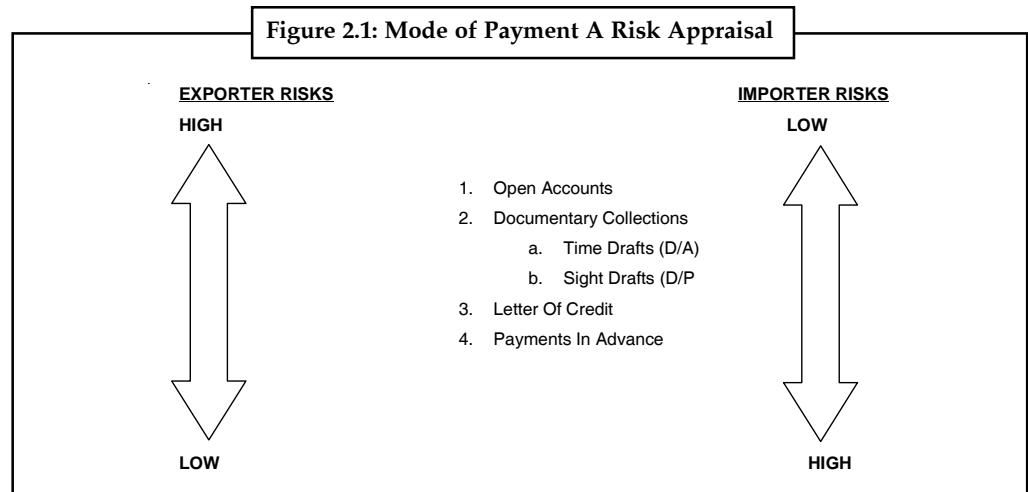 Figure 2.1: Mode of Payment A Risk Appraisal
EXPORTER RISKS
HIGH
IMPORTER RISKS
LOW
1. Open Accounts
2. Documentary Collections
a. Time Drafts (D/A)
b. Sight Drafts (D/P
3. Letter Of Credit
4. Payments In Advance
LOW
HIGH